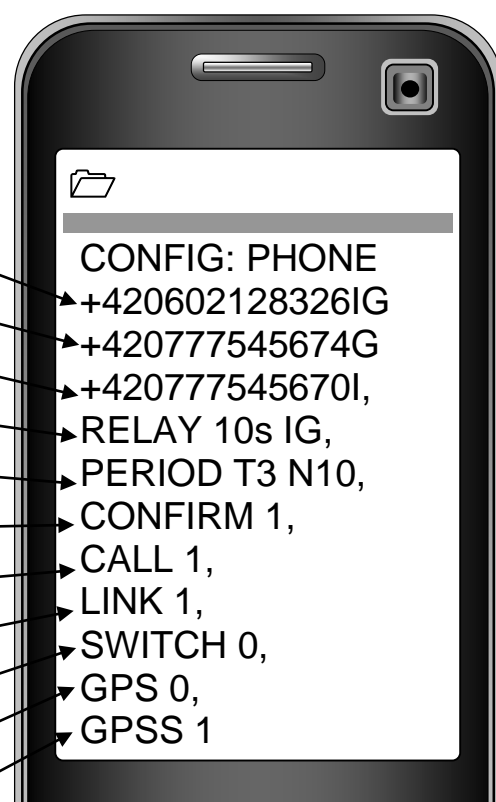 CONFIG: PHONE
+420602128326IG
+420777545674G
+420777545670I,
RELAY 10s IG,
PERIOD T3 N10,
CONFIRM 1,
CALL 1,
LINK 1,
SWITCH 0,
GPS 0,
GPSS 1